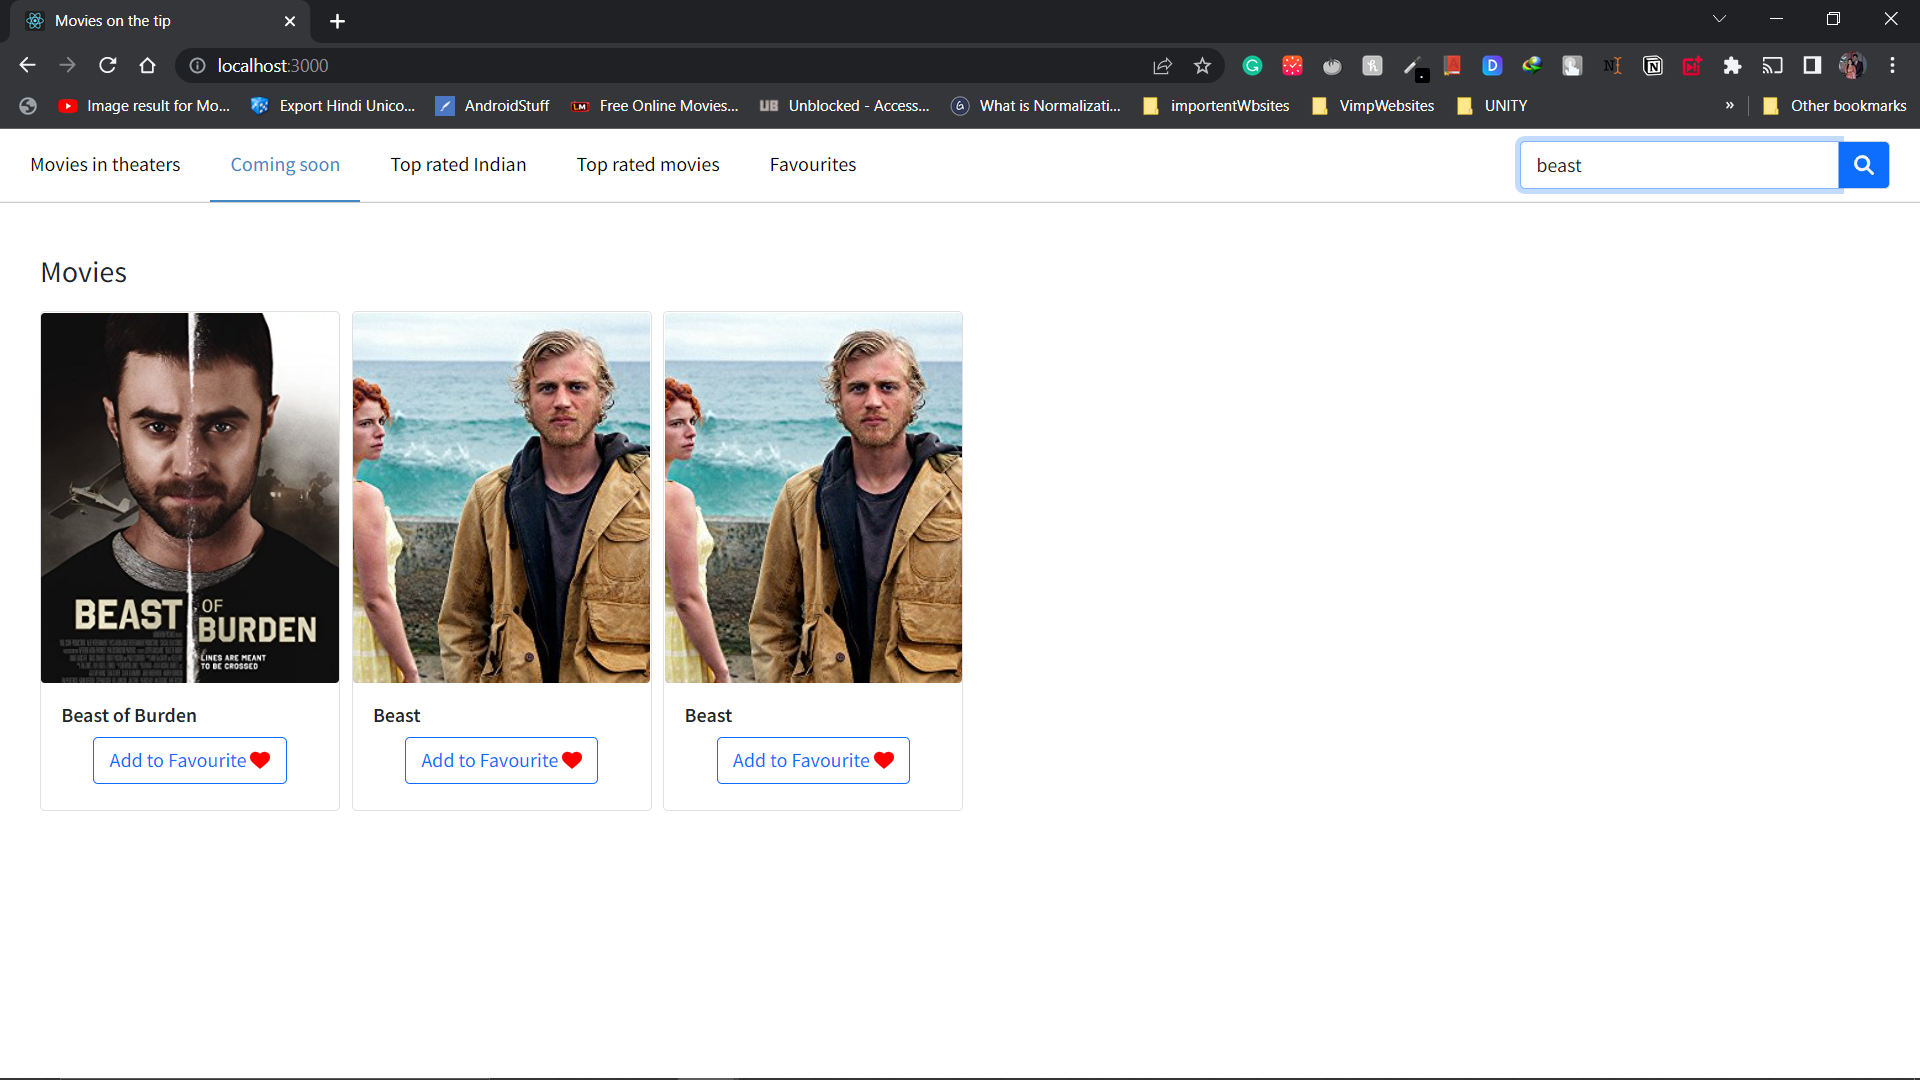 Movies on the tip
localhost:3000
Image result for Mo...
Export Hindi Unico...
AndroidStuff
Free Online Movies...
Unblocked - Access...
What is Normalizati...
importentWbsites
VimpWebsites
UNITY
»
Other bookmarks
Movies in theaters
Coming soon
Top rated Indian
Top rated movies
Favourites
beast
Movies
BEAST OF BURDEN
LINES ARE MEANT
TO BE CROSSED
Beast of Burden
Beast
Beast
Add to Favourite
Add to Favourite
Add to Favourite